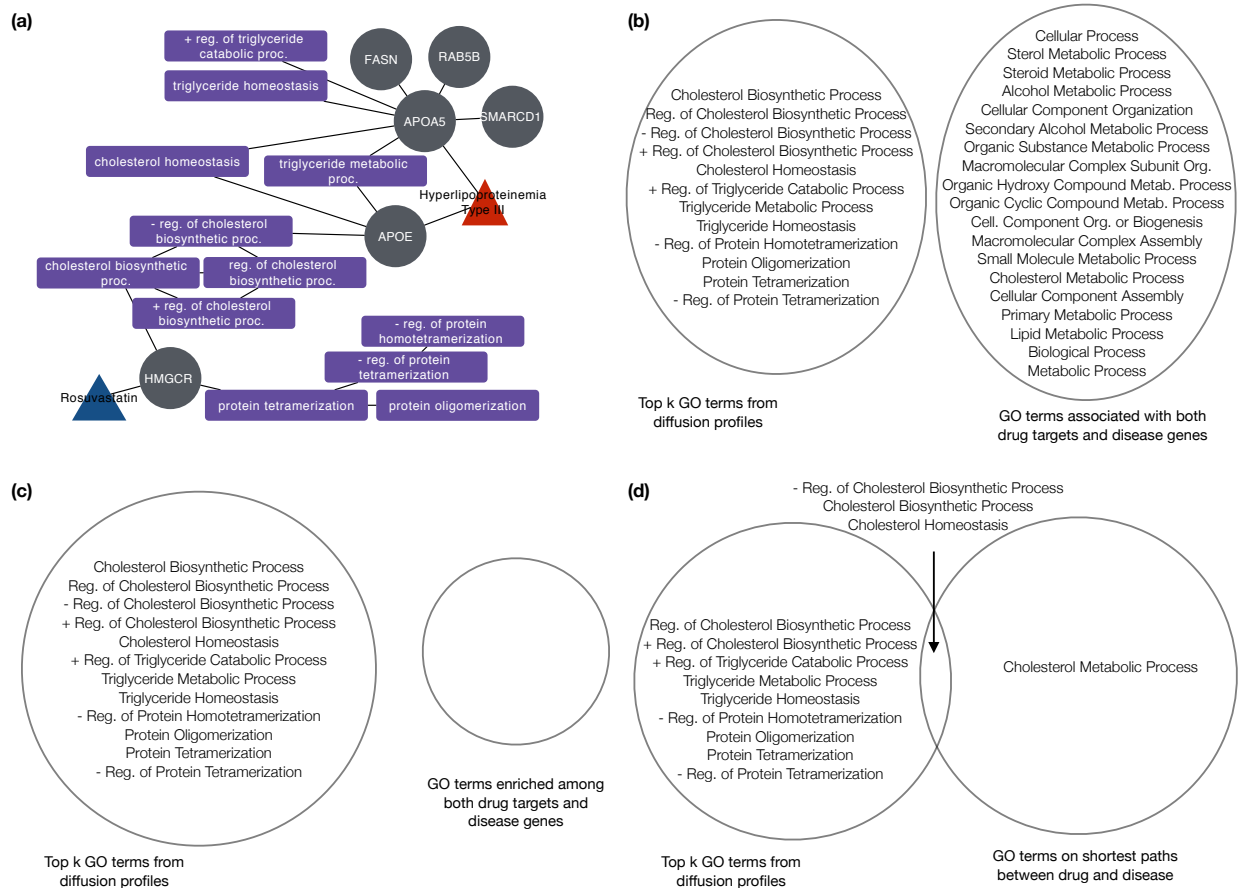 (a)
+ reg. of triglyceride
catabolic proc.
triglyceride homeostasis
FASN
RAB5B
APOA5
SMARCD1
cholesterol homeostasis
triglyceride metabolic
proc.
Hyperlipoproteinemia
Type III
- reg. of cholesterol
biosynthetic proc.
APOE
cholesterol biosynthetic
proc.
reg. of cholesterol
biosynthetic proc.
+ reg. of cholesterol
biosynthetic proc.
- reg. of protein
homotetramerization
- reg. of protein
tetramerization
HMGCR
Rosuvastatin
protein tetramerization
protein oligomerization
(b)
Cholesterol Biosynthetic Process
Reg. of Cholesterol Biosynthetic Process
- Reg. of Cholesterol Biosynthetic Process
+ Reg. of Cholesterol Biosynthetic Process
Cholesterol Homeostasis
+ Reg. of Triglyceride Catabolic Process
Triglyceride Metabolic Process
Triglyceride Homeostasis
- Reg. of Protein Homotetramerization
Protein Oligomerization
Protein Tetramerization
- Reg. of Protein Tetramerization
Top k GO terms from
diffusion profiles
Cellular Process
Sterol Metabolic Process
Steroid Metabolic Process
Alcohol Metabolic Process
Cellular Component Organization
Secondary Alcohol Metabolic Process
Organic Substance Metabolic Process
Macromolecular Complex Subunit Org.
Organic Hydroxy Compound Metab. Process
Organic Cyclic Compound Metab. Process
Cell. Component Org. or Biogenesis
Macromolecular Complex Assembly
Small Molecule Metabolic Process
Cholesterol Metabolic Process
Cellular Component Assembly
Primary Metabolic Process
Lipid Metabolic Process
Biological Process
Metabolic Process
GO terms associated with both
drug targets and disease genes
(c)
Cholesterol Biosynthetic Process
Reg. of Cholesterol Biosynthetic Process
- Reg. of Cholesterol Biosynthetic Process
+ Reg. of Cholesterol Biosynthetic Process
Cholesterol Homeostasis
+ Reg. of Triglyceride Catabolic Process
Triglyceride Metabolic Process
Triglyceride Homeostasis
- Reg. of Protein Homotetramerization
Protein Oligomerization
Protein Tetramerization
- Reg. of Protein Tetramerization
Top k GO terms from
diffusion profiles
GO terms enriched among
both drug targets and
disease genes
(d)
- Reg. of Cholesterol Biosynthetic Process
Cholesterol Biosynthetic Process
Cholesterol Homeostasis
Reg. of Cholesterol Biosynthetic Process
+ Reg. of Cholesterol Biosynthetic Process
+ Reg. of Triglyceride Catabolic Process
Triglyceride Metabolic Process
Triglyceride Homeostasis
- Reg. of Protein Homotetramerization
Protein Oligomerization
Protein Tetramerization
- Reg. of Protein Tetramerization
Cholesterol Metabolic Process
Top k GO terms from
diffusion profiles
GO terms on shortest paths
between drug and disease